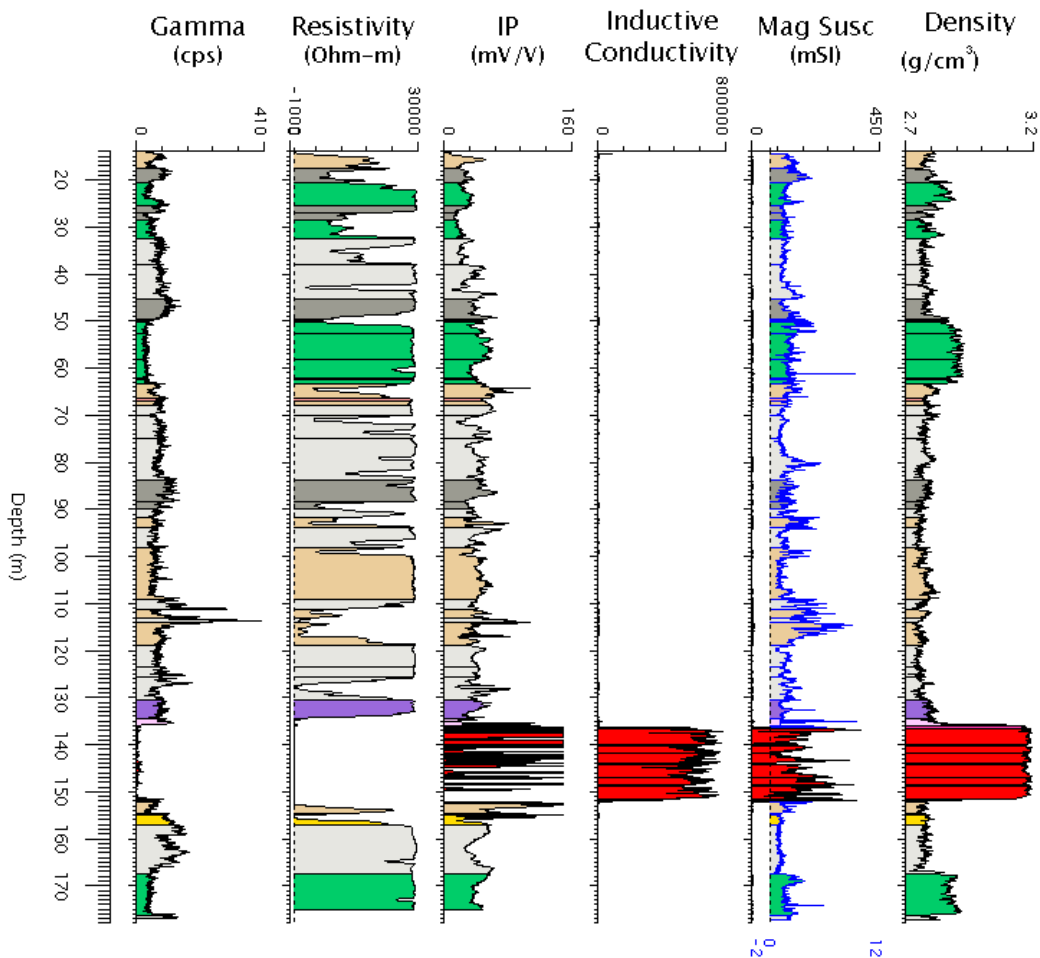 Gamma
(cps)
Resistivity
(Ohm-m)
IP
(mV/V)
Inductive
Conductivity
Mag Susc
(mSI)
Density
(g/cm³)
0 410
-1000 0 30000
0 160
0 800000
0 450
2.7 3.2
20
30
40
50
60
70
80
90
100
110
120
130
140
150
160
170
Depth (m)
-2 0 12